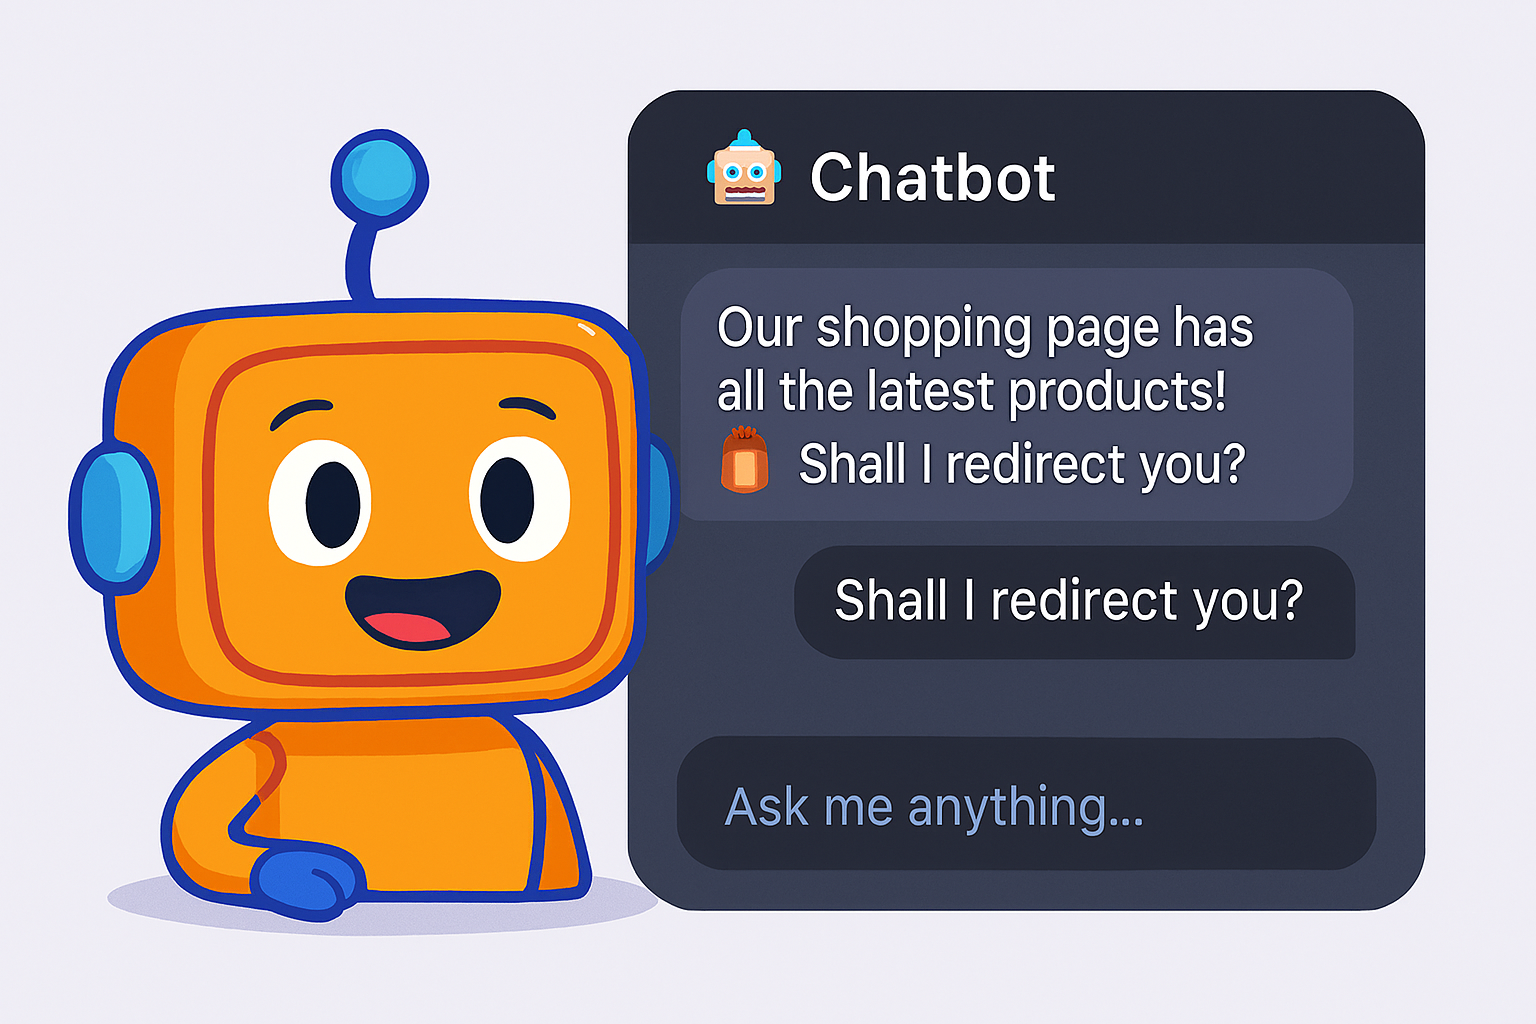 Chatbot
Our shopping page has
all the latest products!
Shall I redirect you?
Shall I redirect you?
Ask me anything...